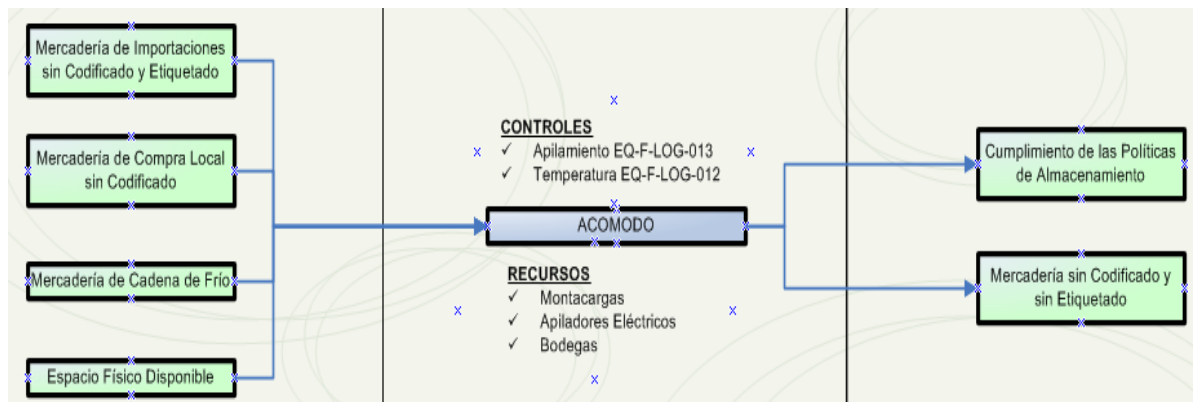 Mercadería de Importaciones
sin Codificado y Etiquetado
Mercadería de Compra Local
sin Codificado
Mercadería de Cadena de Frío
Espacio Físico Disponible
CONTROLES
✓ Apilamiento EQ-F-LOG-013
✓ Temperatura EQ-F-LOG-012
ACOMODO
RECURSOS
✓ Montacargas
✓ Apiladores Eléctricos
✓ Bodegas
Cumplimiento de las Políticas
de Almacenamiento
Mercadería sin Codificado y
sin Etiquetado